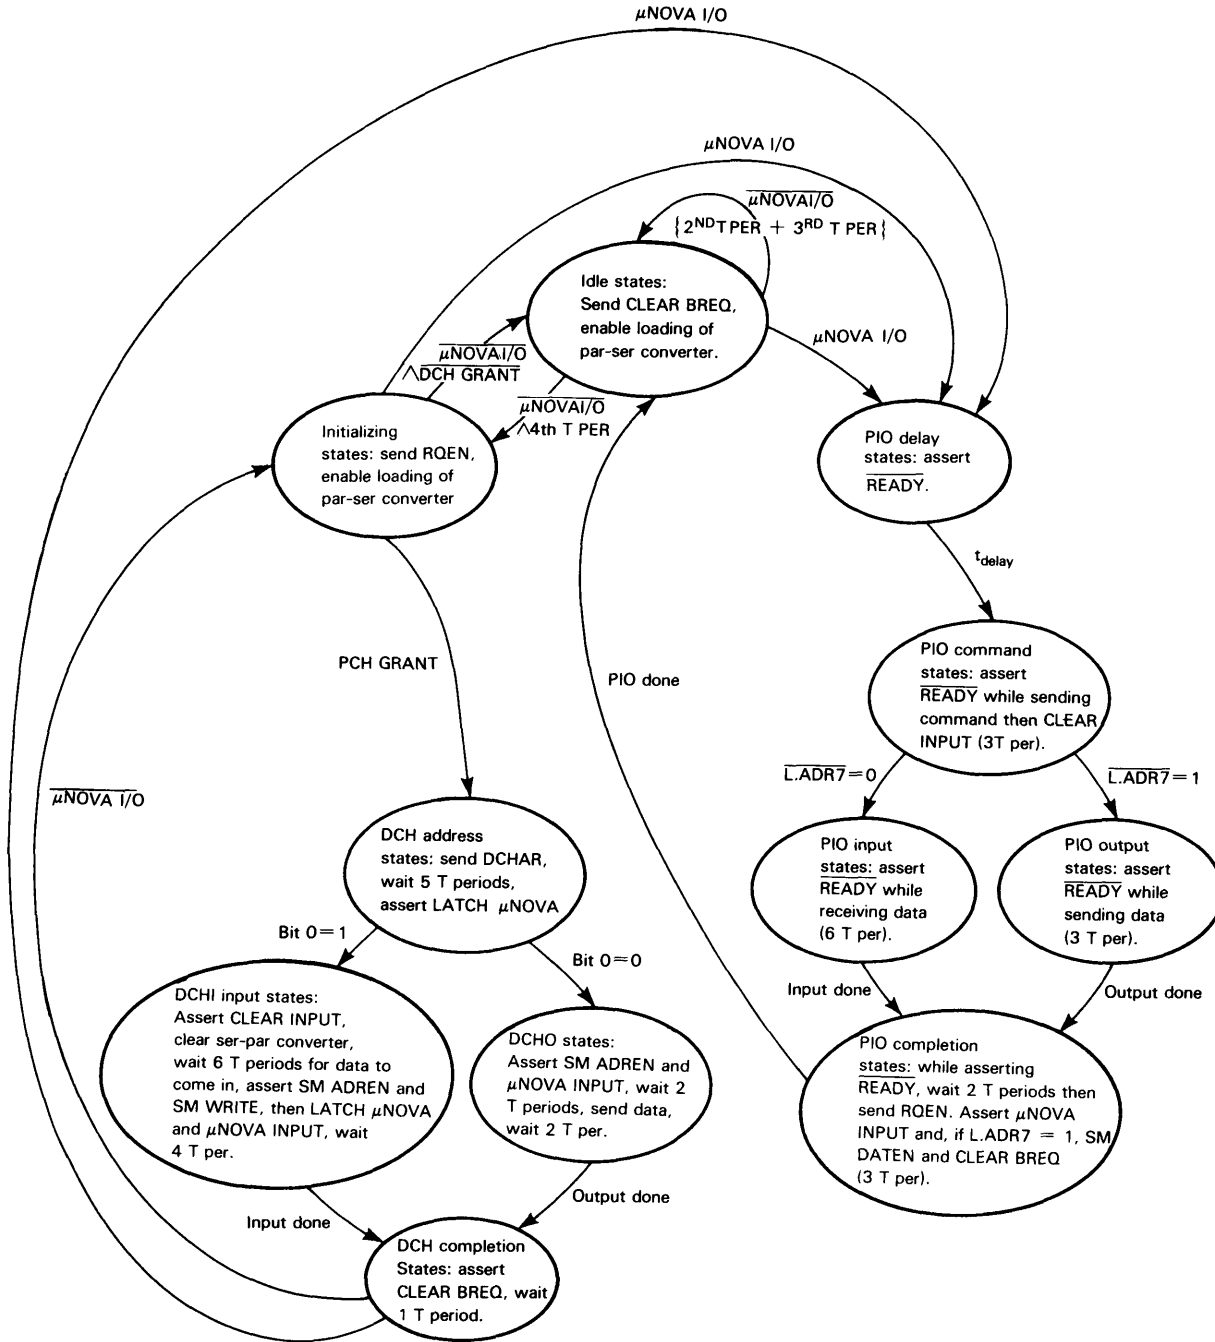 μNOVA I/O
μNOVA I/O
μNOVAI/O
{2ND T PER + 3RD T PER}
Idle states:
Send CLEAR BREQ,
enable loading of
par-ser converter.
μNOVA I/O
μNOVAI/O
∧DCH GRANT
μNOVAI/O
∧4th T PER
Initializing
states: send RQEN,
enable loading of
par-ser converter
PIO delay
states: assert
READY.
tdelay
PCH GRANT
PIO done
PIO command
states: assert
READY while sending
command then CLEAR
INPUT (3T per).
L.ADR7=0
L.ADR7=1
μNOVA I/O
DCH address
states: send DCHAR,
wait 5 T periods,
assert LATCH μNOVA
PIO input
states: assert
READY while
receiving data
(6 T per).
PIO output
states: assert
READY while
sending data
(3 T per).
Bit 0=1
Bit 0=0
Input done
Output done
DCHI input states:
Assert CLEAR INPUT,
clear ser-par converter,
wait 6 T periods for data to
come in, assert SM ADREN and
SM WRITE, then LATCH μNOVA
and μNOVA INPUT, wait
4 T per.
DCHO states:
Assert SM ADREN and
μNOVA INPUT, wait 2
T periods, send data,
wait 2 T per.
PIO completion
states: while asserting
READY, wait 2 T periods then
send RQEN. Assert μNOVA
INPUT and, if L.ADR7 = 1, SM
DATEN and CLEAR BREQ
(3 T per).
Input done
Output done
DCH completion
States: assert
CLEAR BREQ, wait
1 T period.